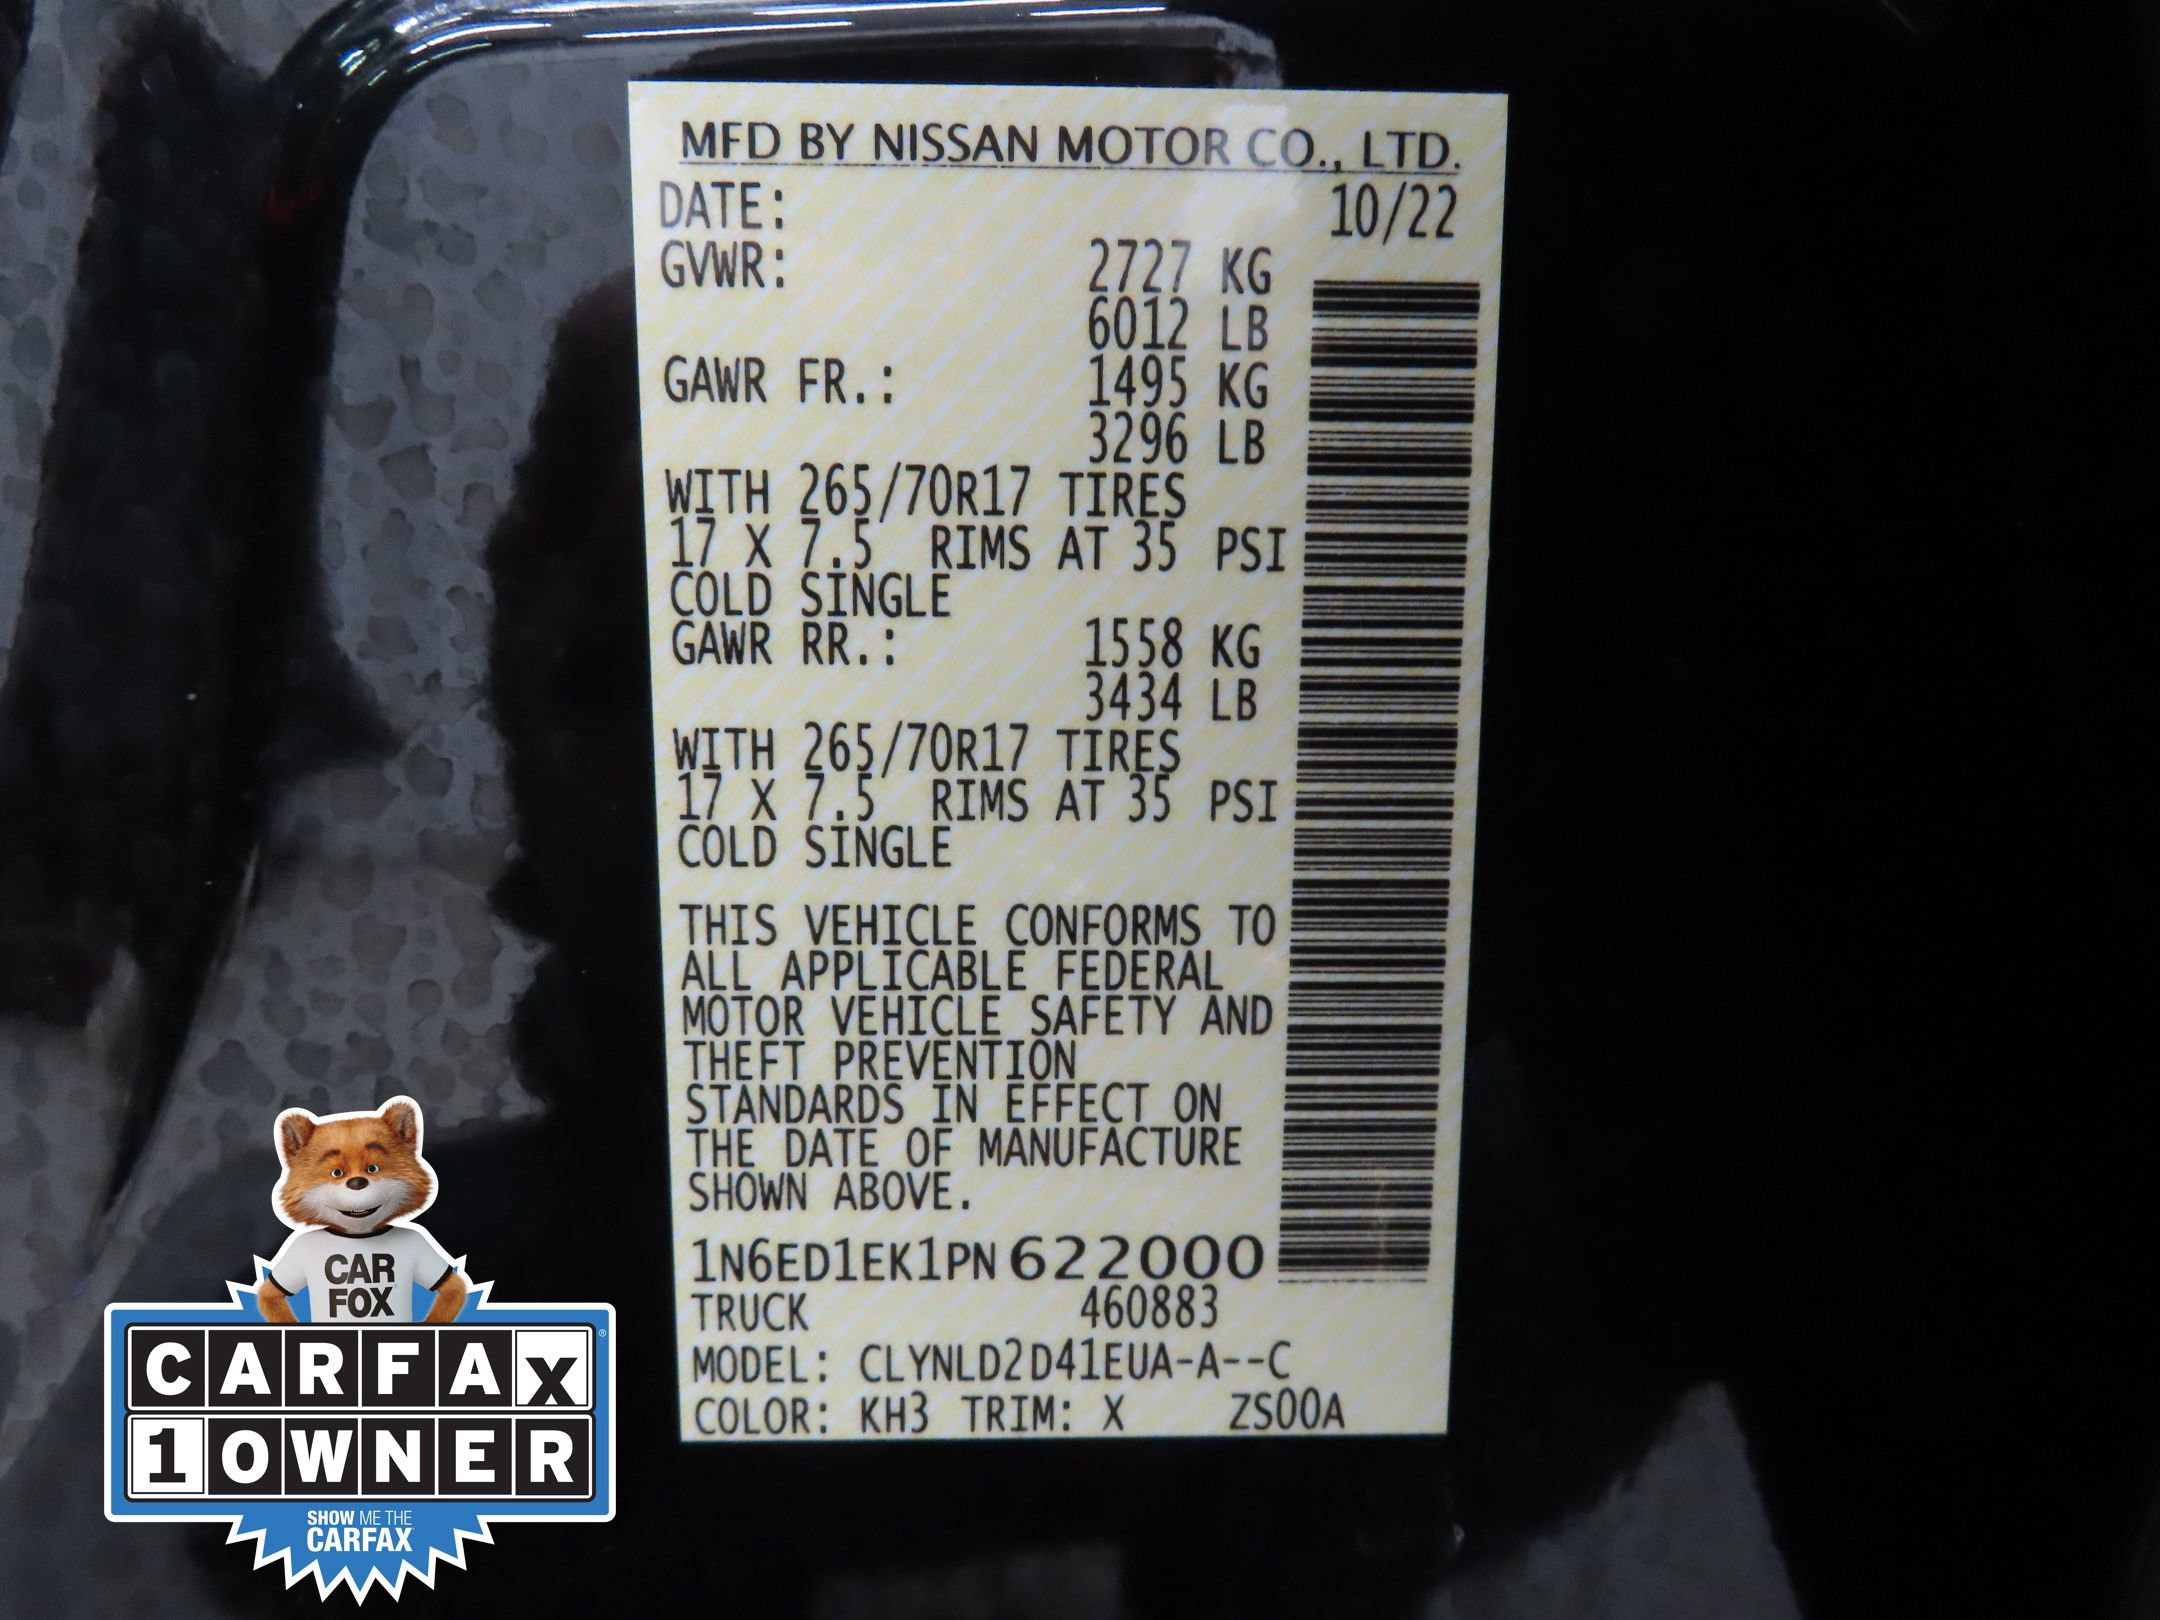 MFD BY NISSAN MOTOR CO., LTD.
DATE: 10/22
GVWR: 2727 KG
6012 LB
GAWR FR.: 1495 KG
3296 LB
WITH 265/70R17 TIRES
17 X 7.5 RIMS AT 35 PSI
COLD SINGLE
GAWR RR.: 1558 KG
3434 LB
WITH 265/70R17 TIRES
17 X 7.5 RIMS AT 35 PSI
COLD SINGLE
THIS VEHICLE CONFORMS TO
ALL APPLICABLE FEDERAL
MOTOR VEHICLE SAFETY AND
THEFT PREVENTION
STANDARDS IN EFFECT ON
THE DATE OF MANUFACTURE
SHOWN ABOVE.
1N6ED1EK1PN622000
TRUCK 460883
MODEL: CLYNLD2D41EUA-A--C
COLOR: KH3 TRIM: X ZS00A
CAR
FOX
CARFAX®
1 OWNER
SHOW ME THE
CARFAX